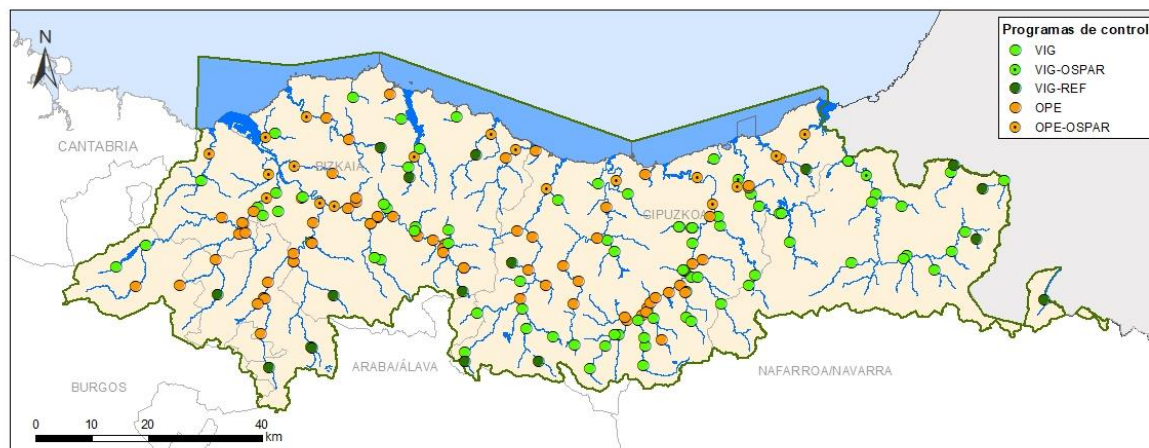 N
Programas de control
VIG
VIG-OSPAR
VIG-REF
OPE
OPE-OSPAR
CANTABRIA
BIZKAIA
GIPUZKOA
ARABA/ÁLAVA
NAFARROA/NAVARRA
BURGOS
0 10 20 40
km